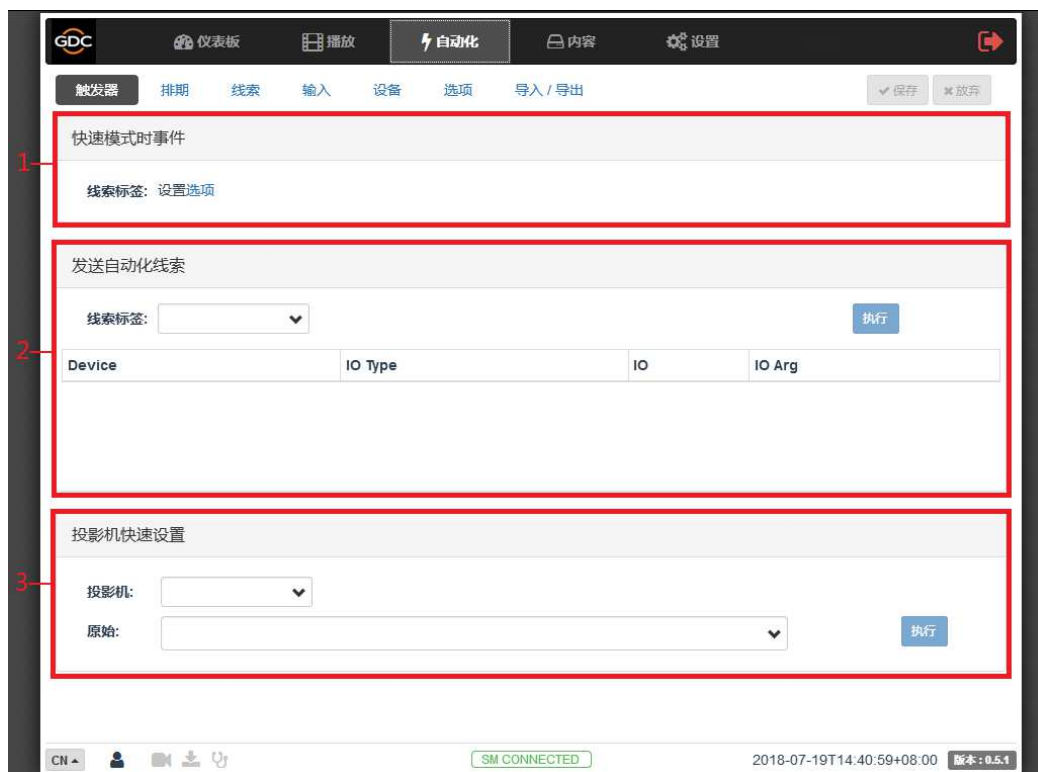 GDC 仪表板 播放 自动化 内容 设置
触发器 排期 线索 输入 设备 选项 导入 / 导出 保存 放弃
快速模式时事件
1
线索标签: 设置选项
发送自动化线索
线索标签: 执行
2
Device IO Type IO IO Arg
投影机快速设置
3
投影机:
原始: 执行
CN SM CONNECTED 2018-07-19T14:40:59+08:00 版本 : 0.5.1